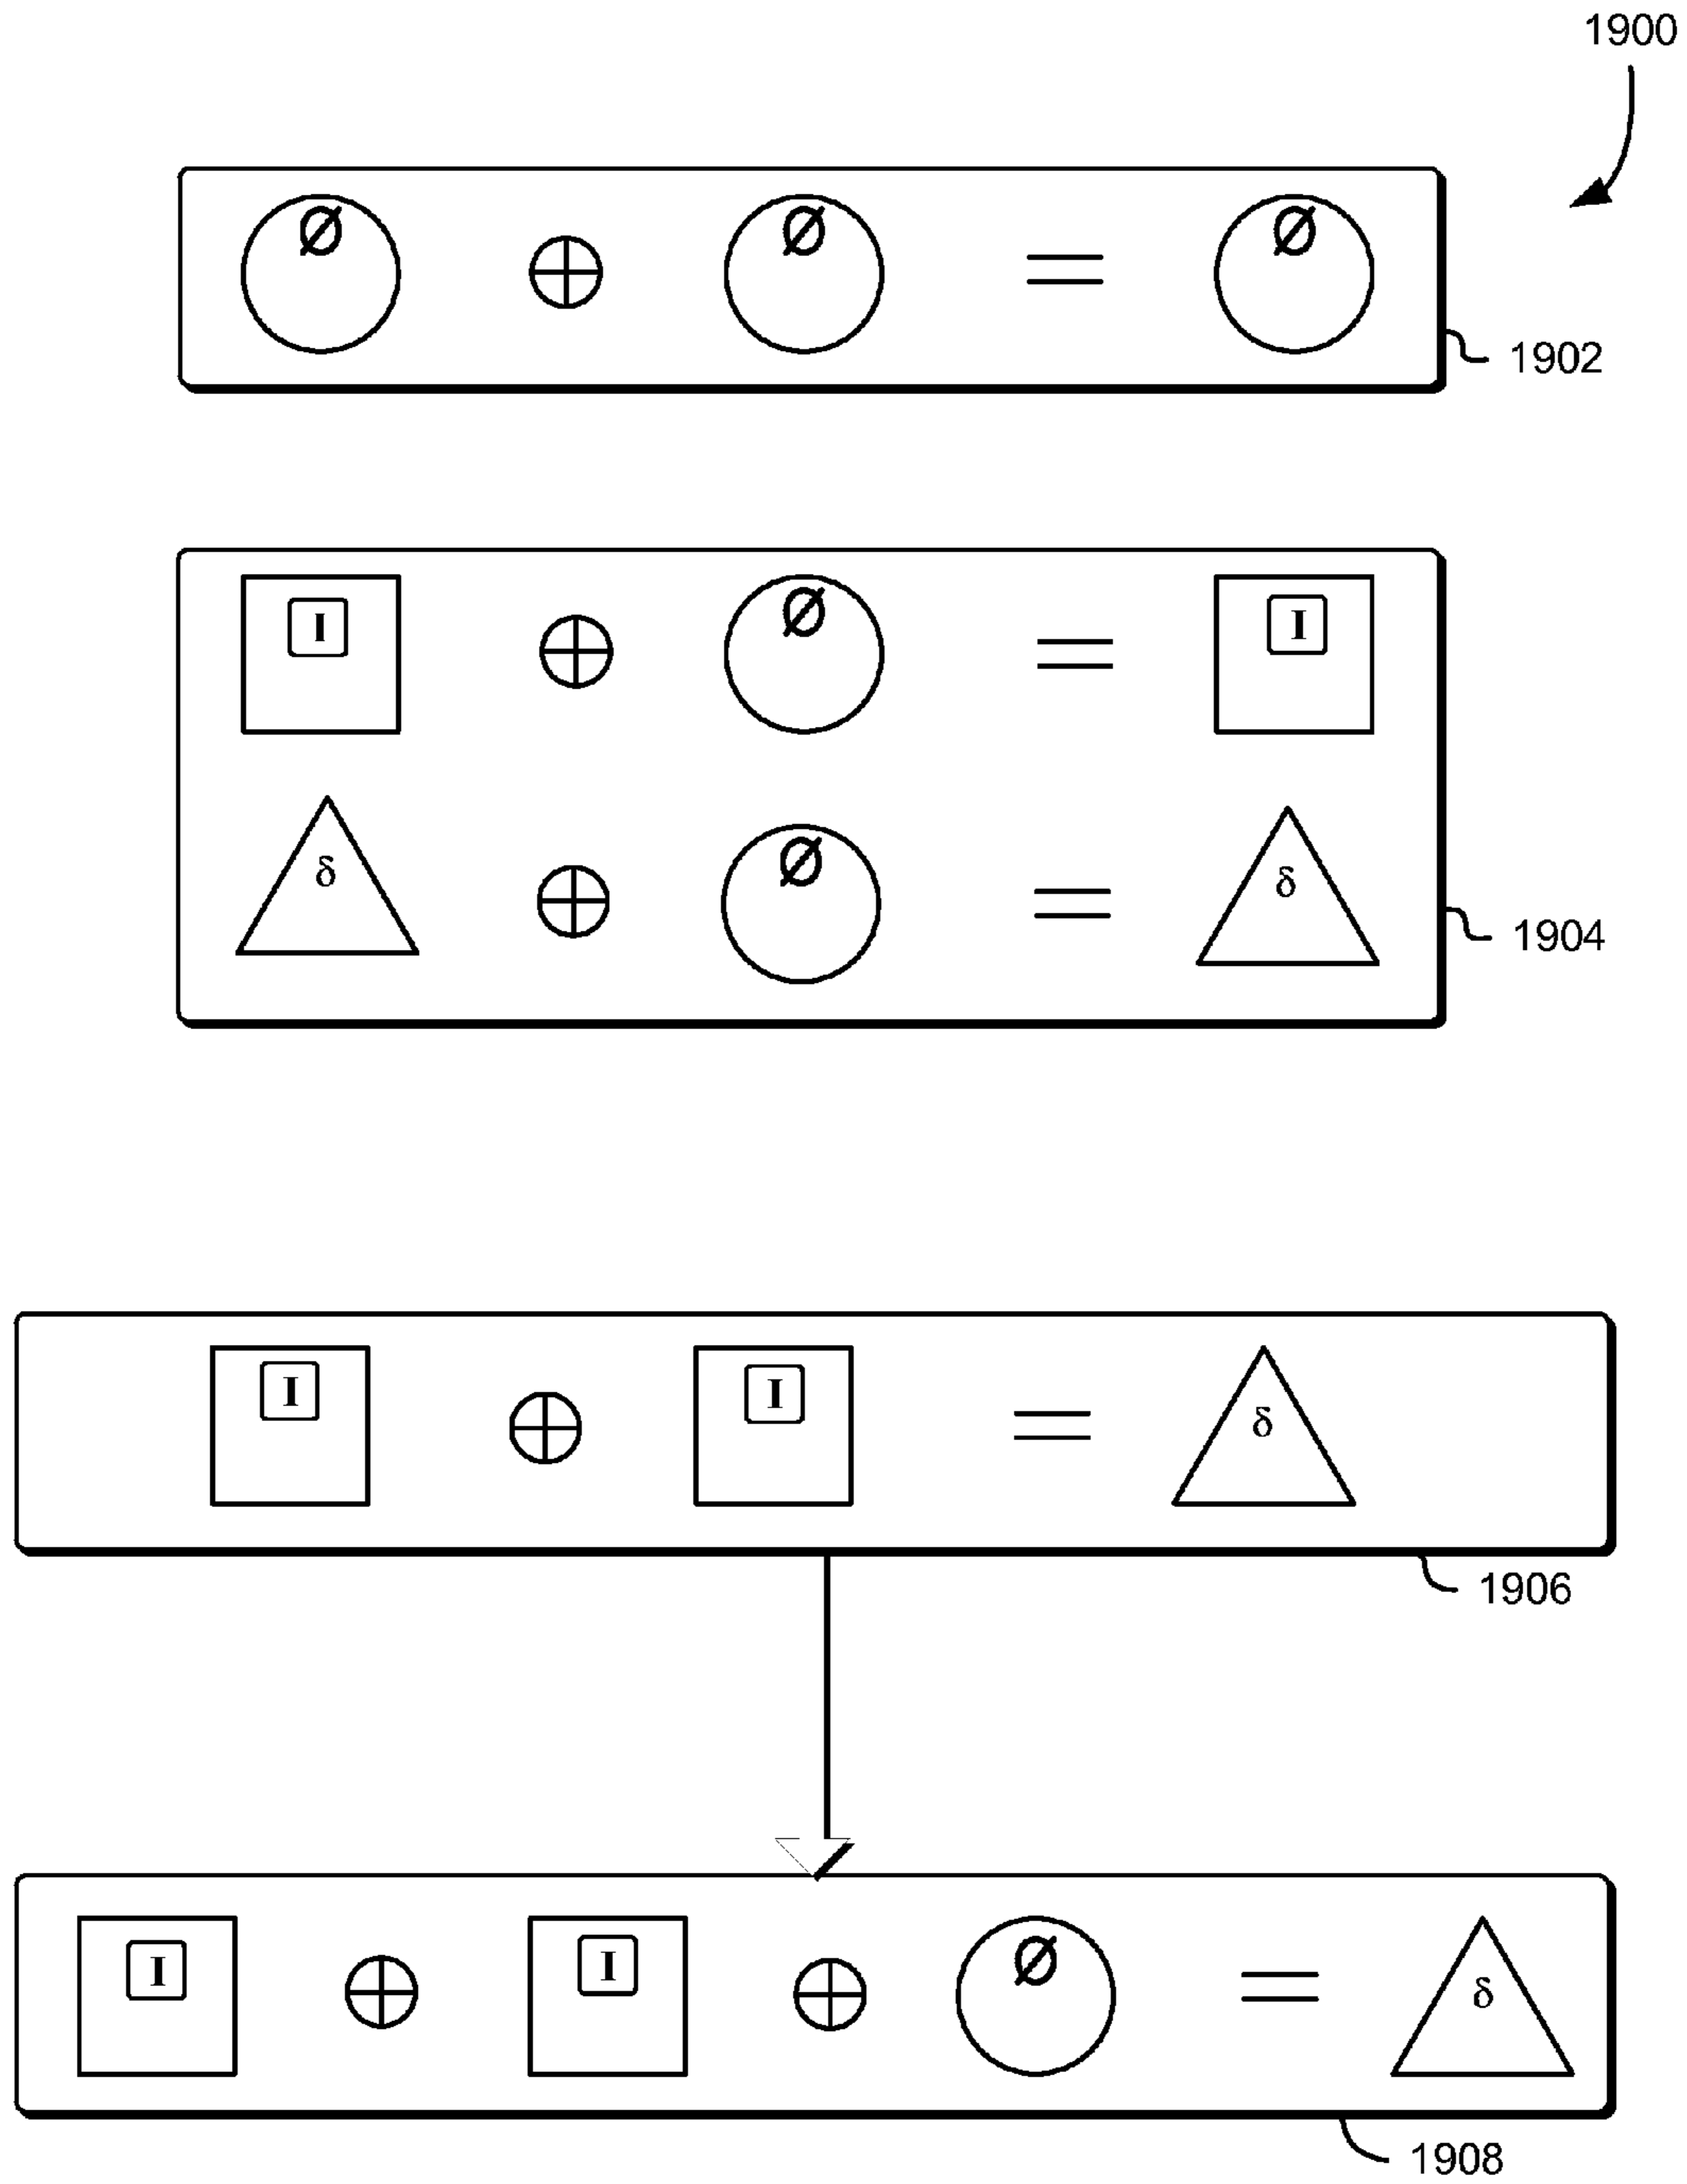 1900
Ø ⊕ Ø = Ø
1902
I ⊕ Ø = I
δ ⊕ Ø = δ
1904
I ⊕ I = δ
1906
I ⊕ I ⊕ Ø = δ
1908